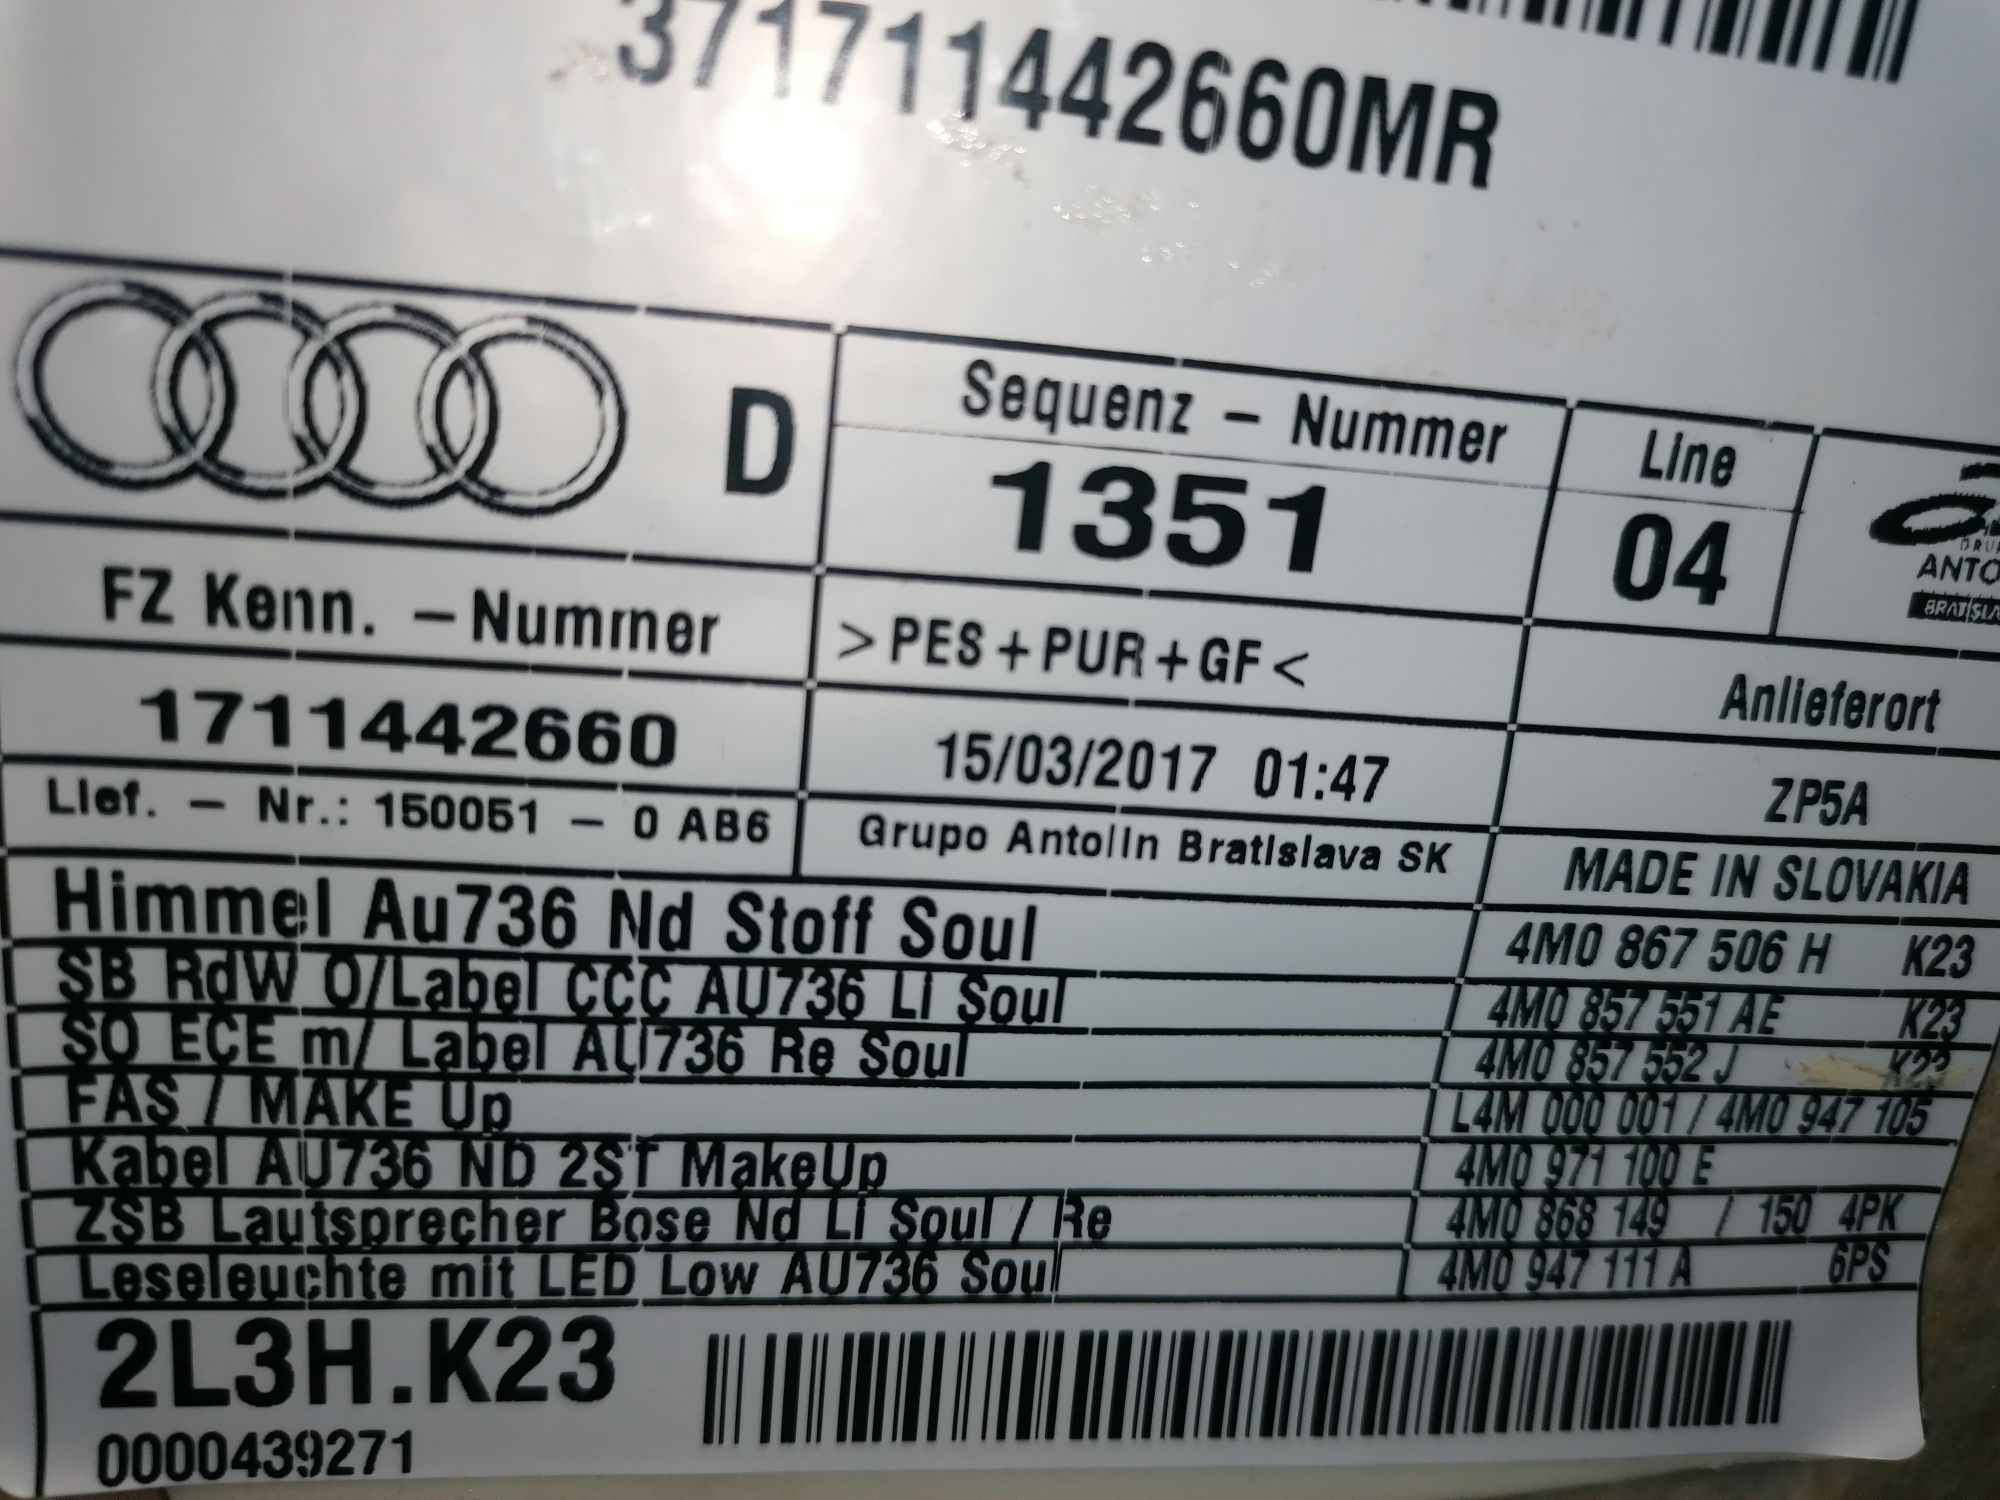 37171144266​0MR
D
Sequenz - Nummer
1351
Line
04
ANTO
FZ Kenn. - Nummer
>PES+PUR+GF<
Anlieferort
1711442660
15/03/2017 01:47
ZP5A
Lief. - Nr.: 150051 - 0 AB6
Grupo Antolin Bratislava SK
MADE IN SLOVAKIA
Himmel Au736 Nd Stoff Soul 4M0 867 506 H K23
SB RdW O/Label CCC AU736 Li Soul 4M0 857 551 AE K23
SO ECE m/ Label AU736 Re Soul 4M0 857 552 J K23
FAS / MAKE Up L4M 000 001 / 4M0 947 105
Kabel AU736 ND 2ST MakeUp 4M0 971 100 E
ZSB Lautsprecher Bose Nd Li Soul / Re 4M0 868 149 / 150 4PK
Leseleuchte mit LED Low AU736 Soul 4M0 947 111 A 6PS
2L3H.K23
0000439271